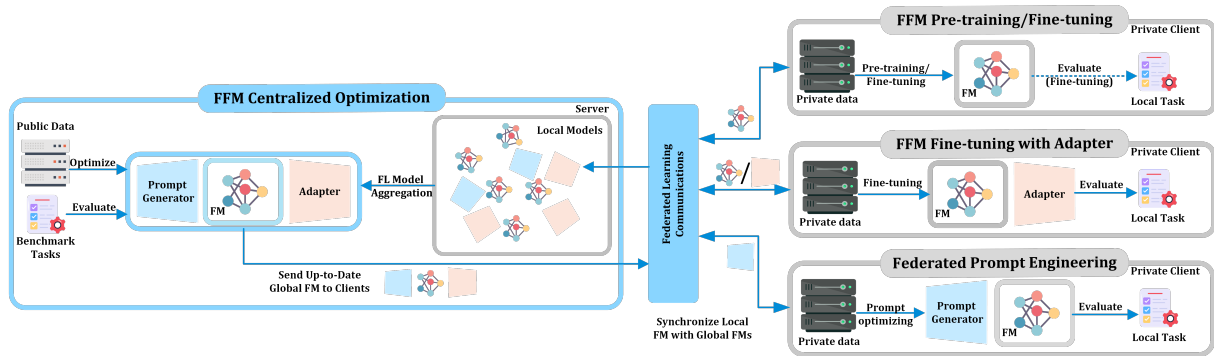 FFM Centralized Optimization
Server
Public Data
Optimize
Evaluate
Benchmark
Tasks
Prompt
Generator
FM
Adapter
FL Model
Aggregation
Local Models
Send Up-to-Date
Global FM to Clients
Federated Learning
Communications
/
Synchronize Local
FM with Global FMs
FFM Pre-training/Fine-tuning
Private Client
Private data
Pre-training/
Fine-tuning
FM
Evaluate
(Fine-tuning)
Local Task
FFM Fine-tuning with Adapter
Private Client
Private data
Fine-tuning
FM
Adapter
Evaluate
Local Task
Federated Prompt Engineering
Private Client
Private data
Prompt
optimizing
Prompt
Generator
FM
Evaluate
Local Task